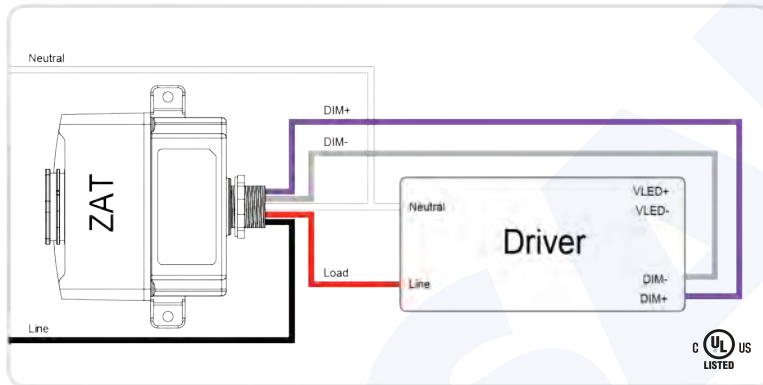 Neutral
DIM+
DIM-
ZAT
Neutral
VLED+
VLED-
Driver
Load
Line
DIM-
DIM+
Line
C UL US
LISTED